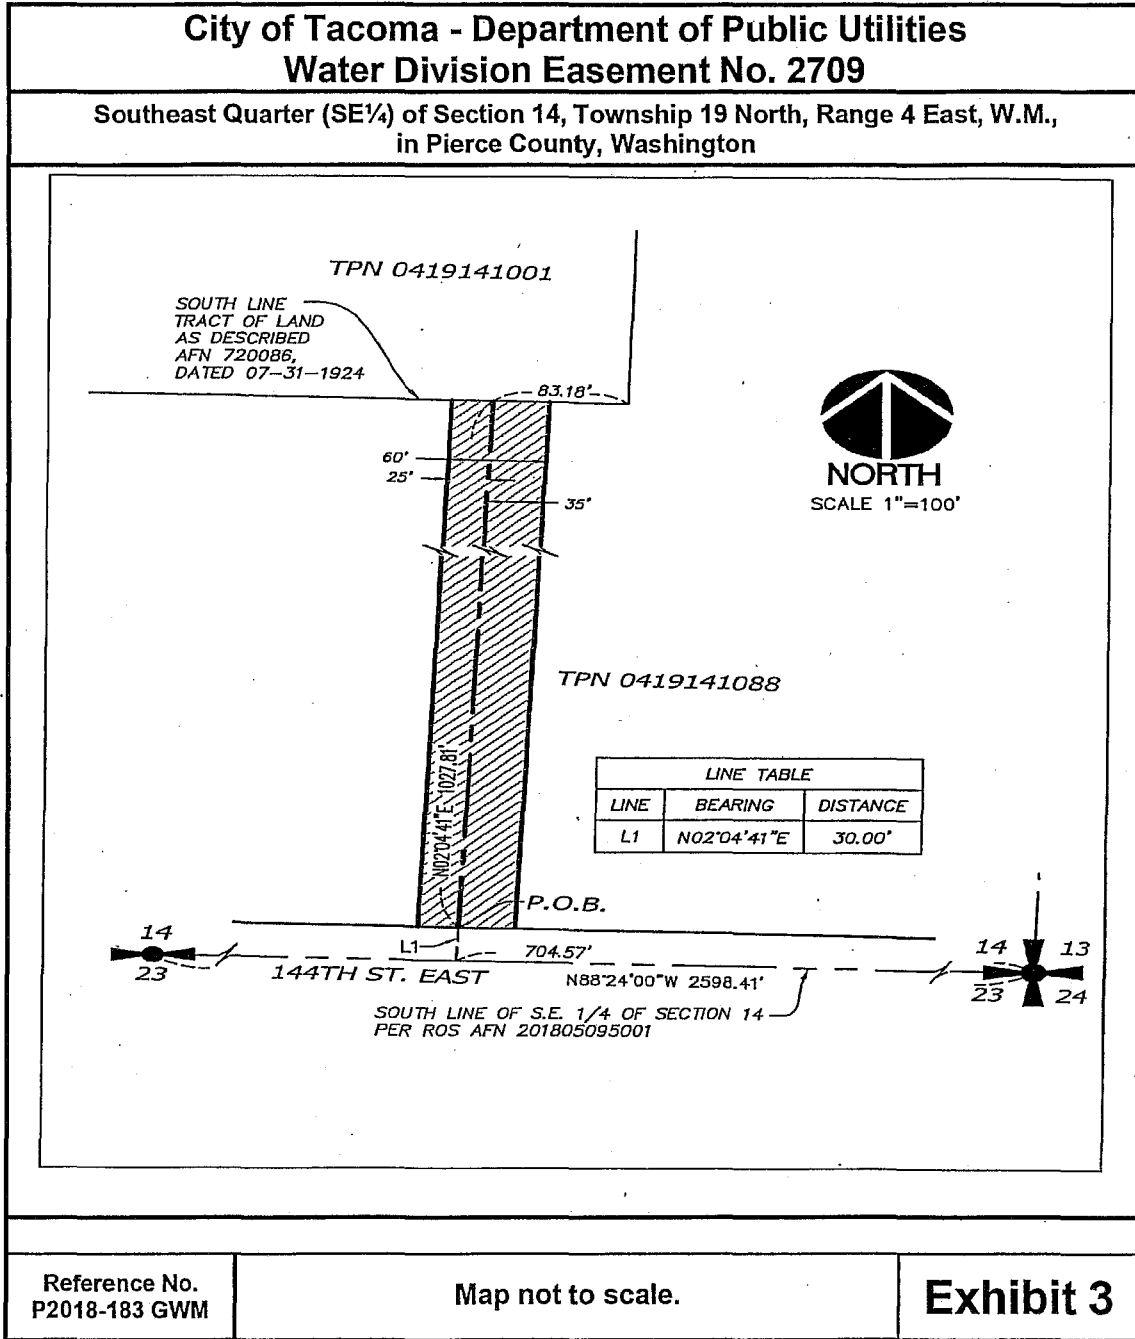 City of Tacoma - Department of Public Utilities
Water Division Easement No. 2709
Southeast Quarter (SE¼) of Section 14, Township 19 North, Range 4 East, W.M.,
in Pierce County, Washington
TPN 0419141001
SOUTH LINE
TRACT OF LAND
AS DESCRIBED
AFN 720086,
DATED 07-31-1924
83.18'
60'
25'
35'
NORTH
SCALE 1"=100'
TPN 0419141088
N02°04'41"E 1027.81'
LINE TABLE
LINE BEARING DISTANCE
L1 N02°04'41"E 30.00'
P.O.B.
14
23
L1
704.57'
144TH ST. EAST
N88°24'00"W 2598.41'
14 13
23 24
SOUTH LINE OF S.E. 1/4 OF SECTION 14
PER ROS AFN 201805095001
Reference No.
P2018-183 GWM
Map not to scale.
Exhibit 3